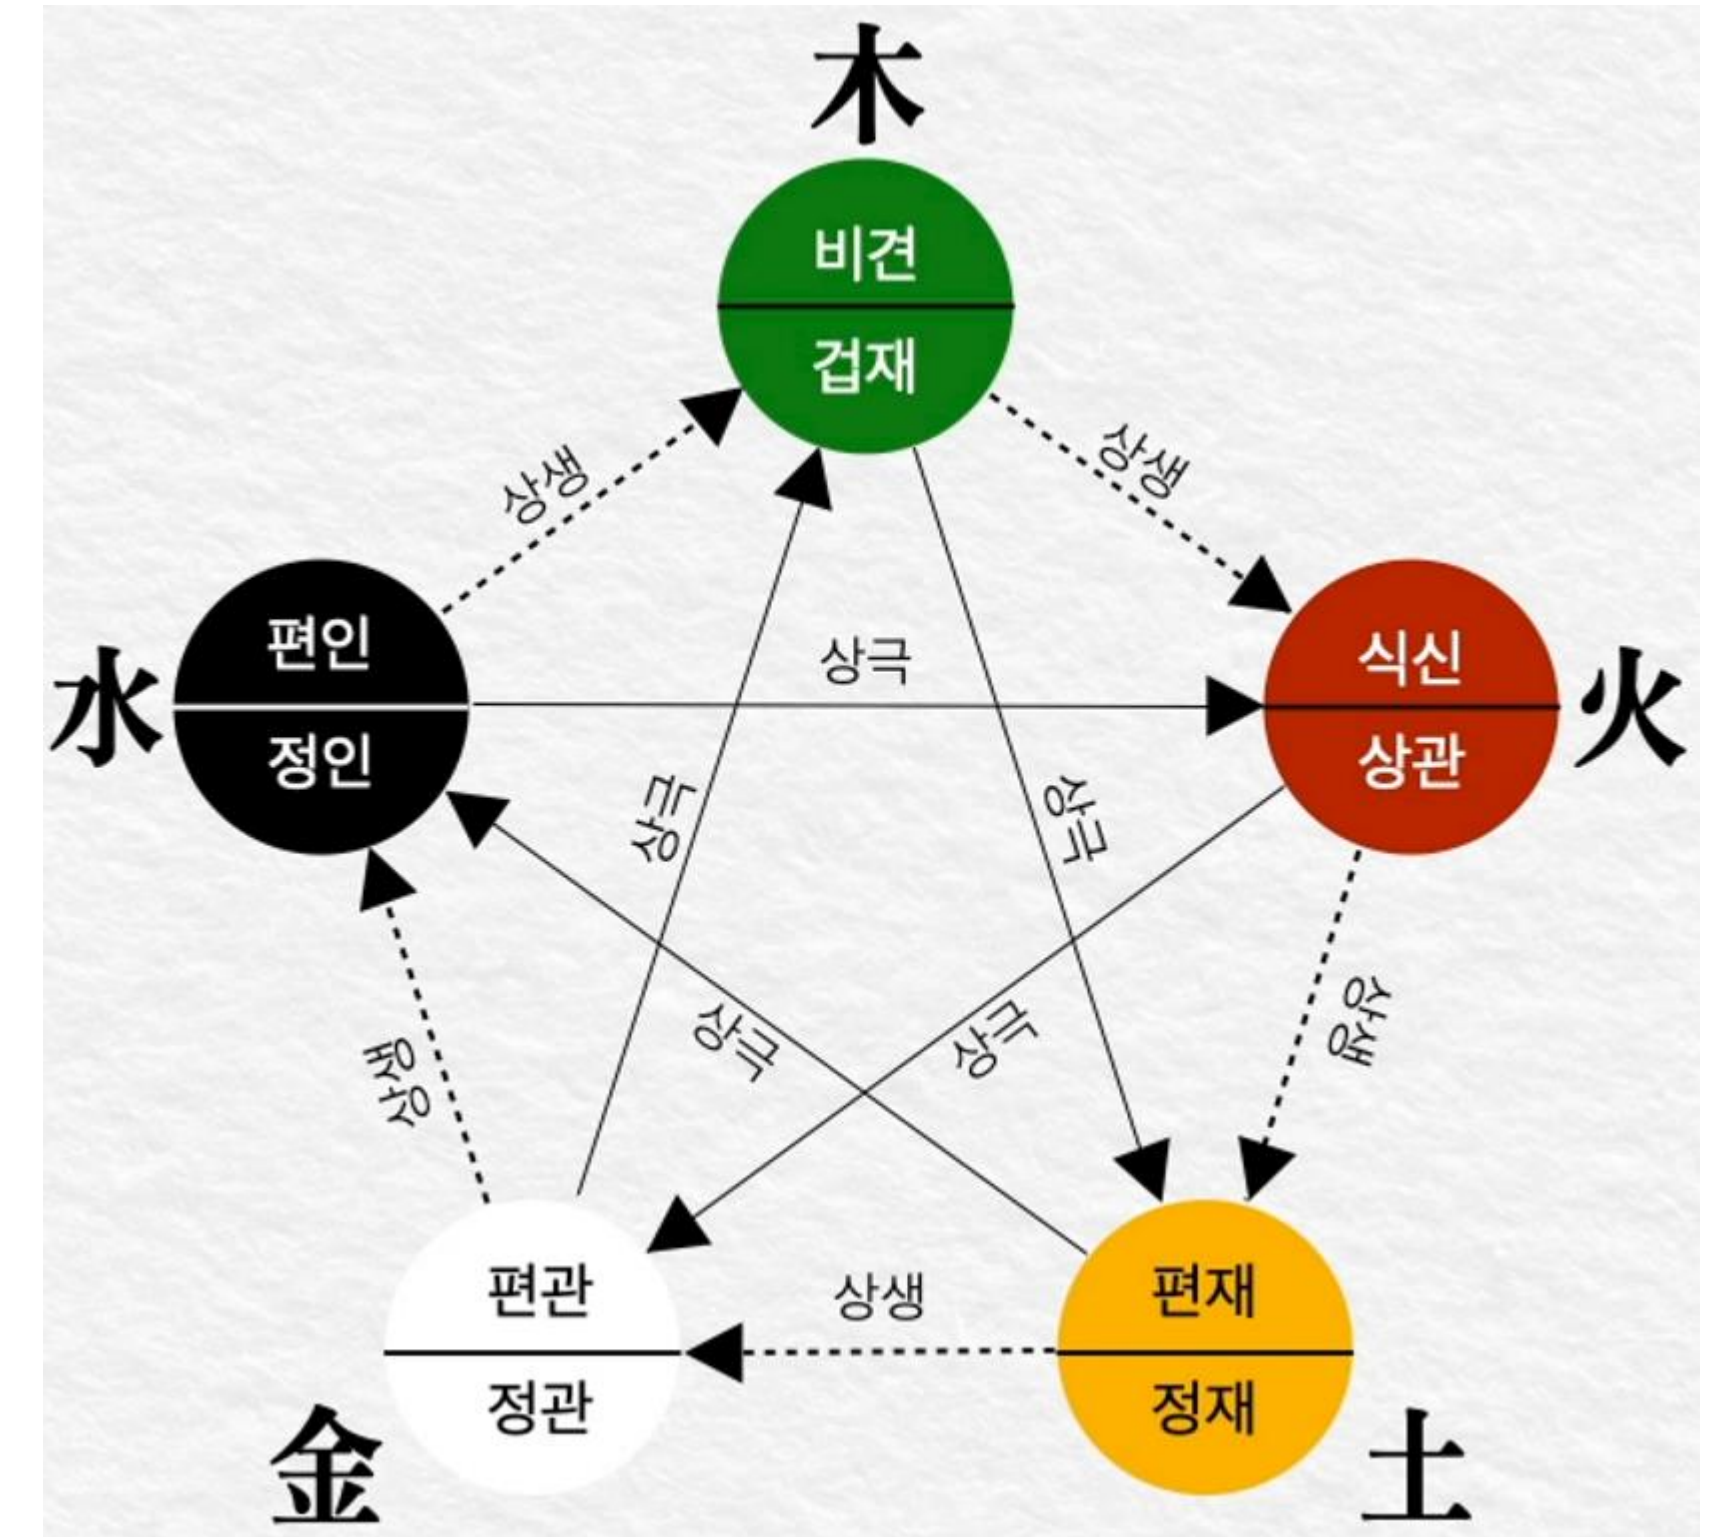 木
비견
겁재
상생
상생
水
편인
정인
상극
식신
상관
火
상극
상극
상극
상극
상생
상생
편관
정관
상생
편재
정재
金
土